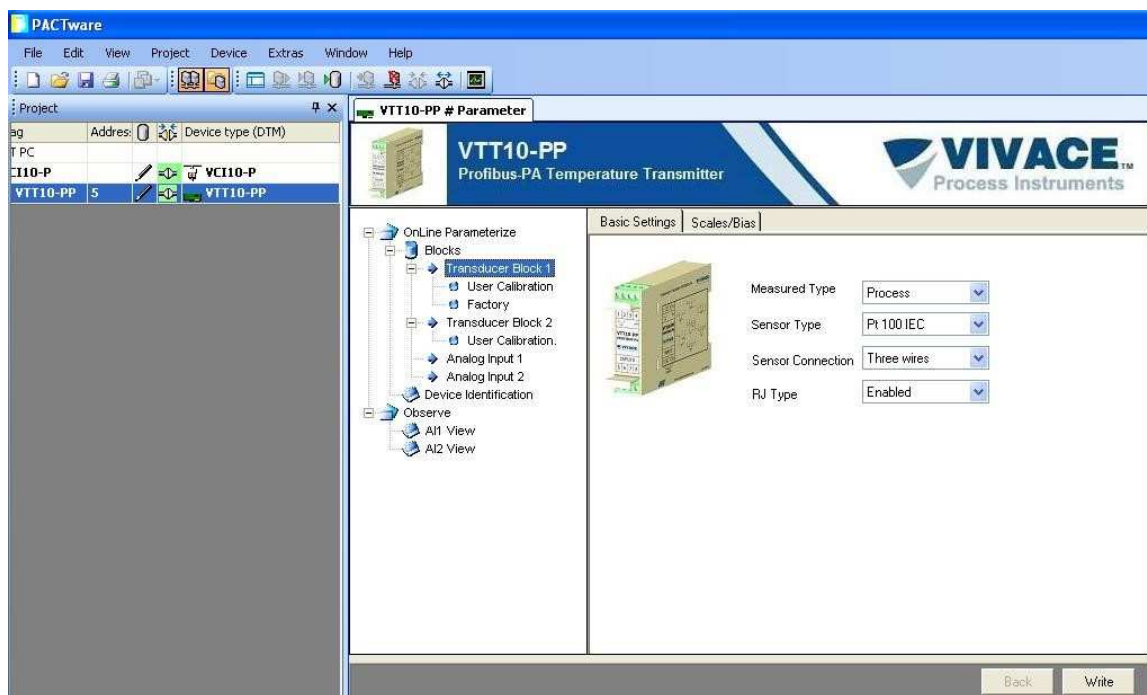 PACTware
File Edit View Project Device Extras Window Help
Project
ag Addres: Device type (DTM)
T PC
CI10-P VCI10-P
VTT10-PP 5 VTT10-PP
VTT10-PP # Parameter
VTT10-PP
Profibus-PA Temperature Transmitter
VIVACE TM
Process Instruments
OnLine Parameterize
Blocks
Transducer Block 1
User Calibration
Factory
Transducer Block 2
User Calibration.
Analog Input 1
Analog Input 2
Device Identification
Observe
AI1 View
AI2 View
Basic Settings Scales/Bias
Measured Type Process
Sensor Type Pt 100 IEC
Sensor Connection Three wires
RJ Type Enabled
Back Write